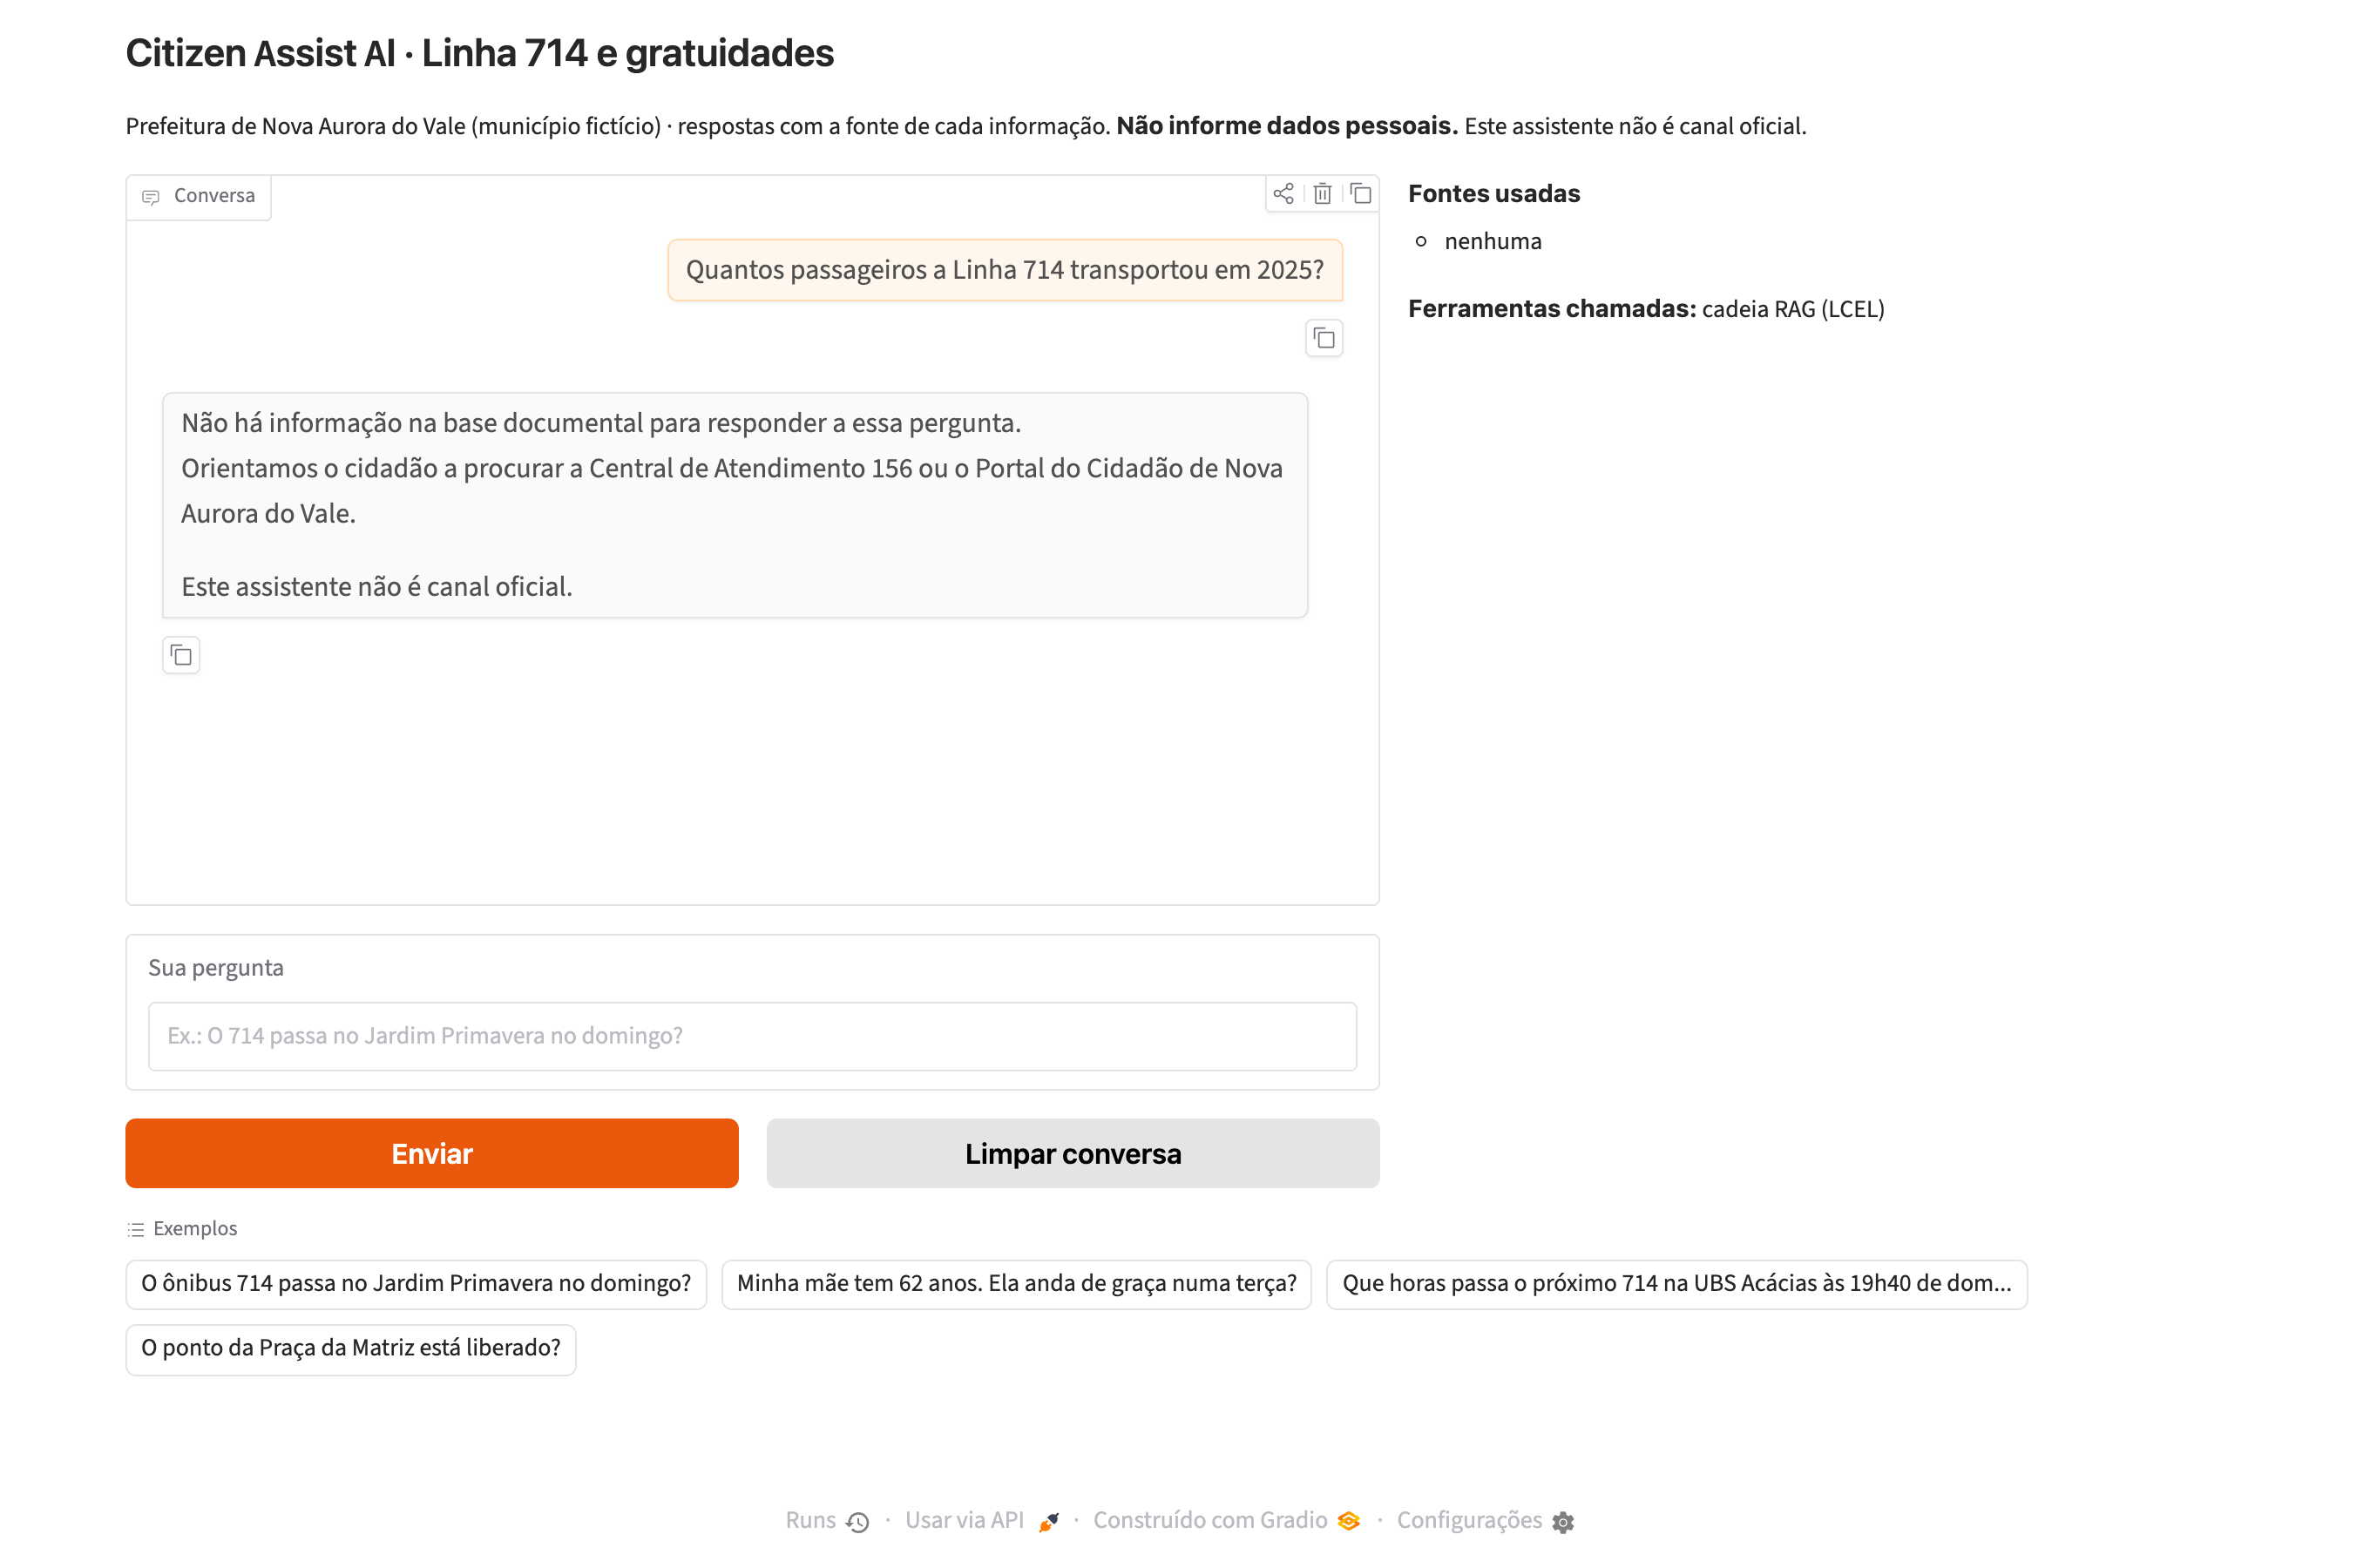 Citizen Assist AI · Linha 714 e gratuidades
Prefeitura de Nova Aurora do Vale (município fictício) · respostas com a fonte de cada informação. Não informe dados pessoais. Este assistente não é canal oficial.
Conversa
Quantos passageiros a Linha 714 transportou em 2025?
Não há informação na base documental para responder a essa pergunta.
Orientamos o cidadão a procurar a Central de Atendimento 156 ou o Portal do Cidadão de Nova
Aurora do Vale.
Este assistente não é canal oficial.
Fontes usadas
nenhuma
Ferramentas chamadas: cadeia RAG (LCEL)
Sua pergunta
Ex.: O 714 passa no Jardim Primavera no domingo?
Enviar
Limpar conversa
Exemplos
O ônibus 714 passa no Jardim Primavera no domingo?
Minha mãe tem 62 anos. Ela anda de graça numa terça?
Que horas passa o próximo 714 na UBS Acácias às 19h40 de dom...
O ponto da Praça da Matriz está liberado?
Runs · Usar via API · Construído com Gradio · Configurações